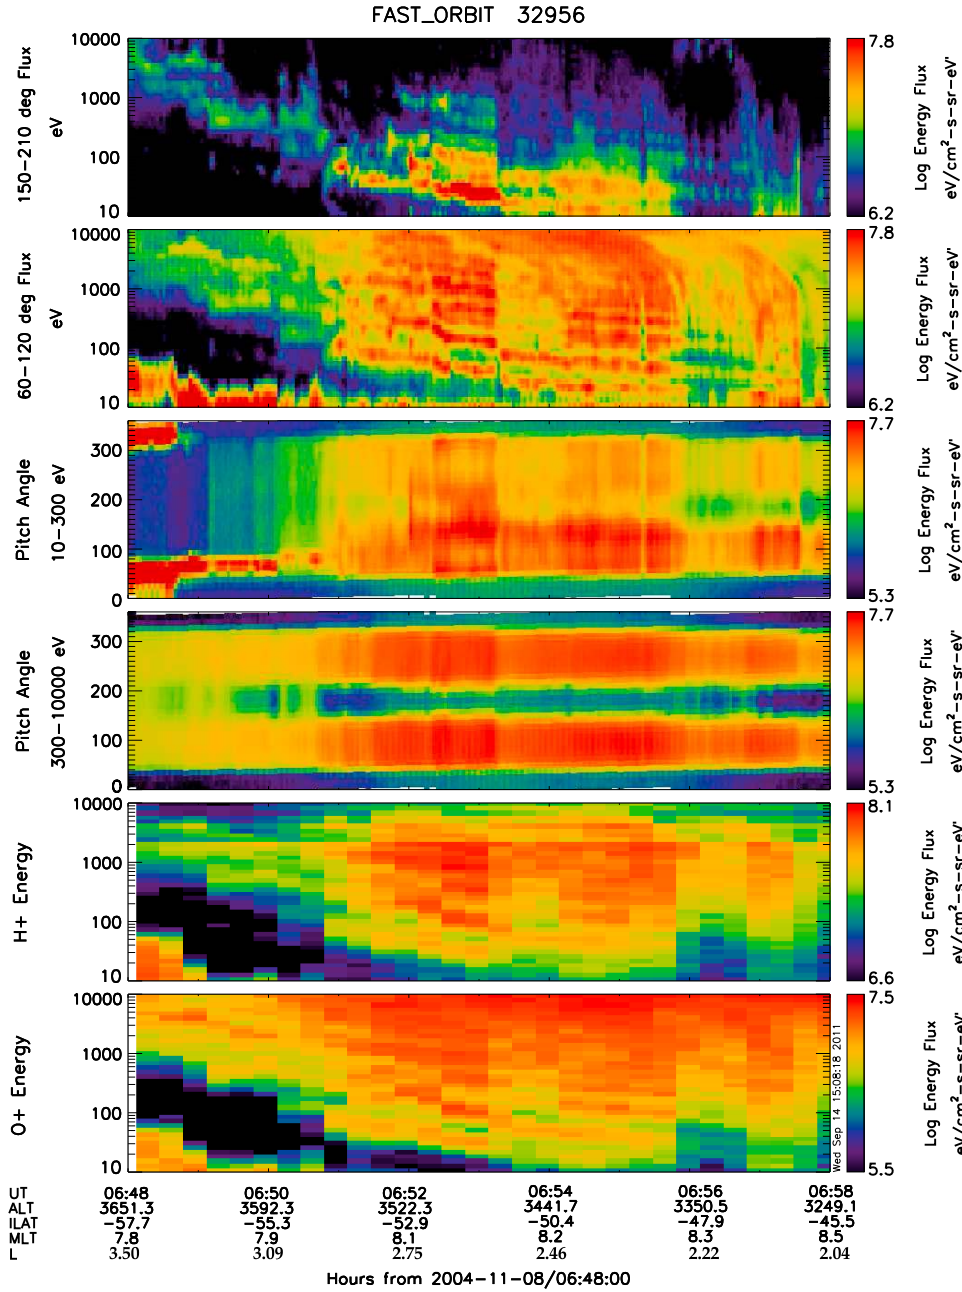 FAST_ORBIT 32956
150-210 deg Flux
eV
10000
1000
100
10
7.8
6.2
Log Energy Flux
eV/cm²-s-sr-eV
60-120 deg Flux
eV
10000
1000
100
10
7.8
6.2
Log Energy Flux
eV/cm²-s-sr-eV
Pitch Angle
10-300 eV
300
200
100
0
7.7
5.3
Log Energy Flux
eV/cm²-s-sr-eV
Pitch Angle
300-10000 eV
300
200
100
0
7.7
5.3
Log Energy Flux
eV/cm²-s-sr-eV
H+ Energy
10000
1000
100
10
8.1
6.6
Log Energy Flux
eV/cm²-s-sr-eV
O+ Energy
10000
1000
100
10
7.5
5.5
Log Energy Flux
eV/cm²-s-sr-eV
Wed Sep 14 15:08:18 2011
UT 06:48 06:50 06:52 06:54 06:56 06:58
ALT 3651.3 3592.3 3522.3 3441.7 3350.5 3249.1
ILAT -57.7 -55.3 -52.9 -50.4 -47.9 -45.5
MLT 7.8 7.9 8.1 8.2 8.3 8.5
L 3.50 3.09 2.75 2.46 2.22 2.04
Hours from 2004-11-08/06:48:00